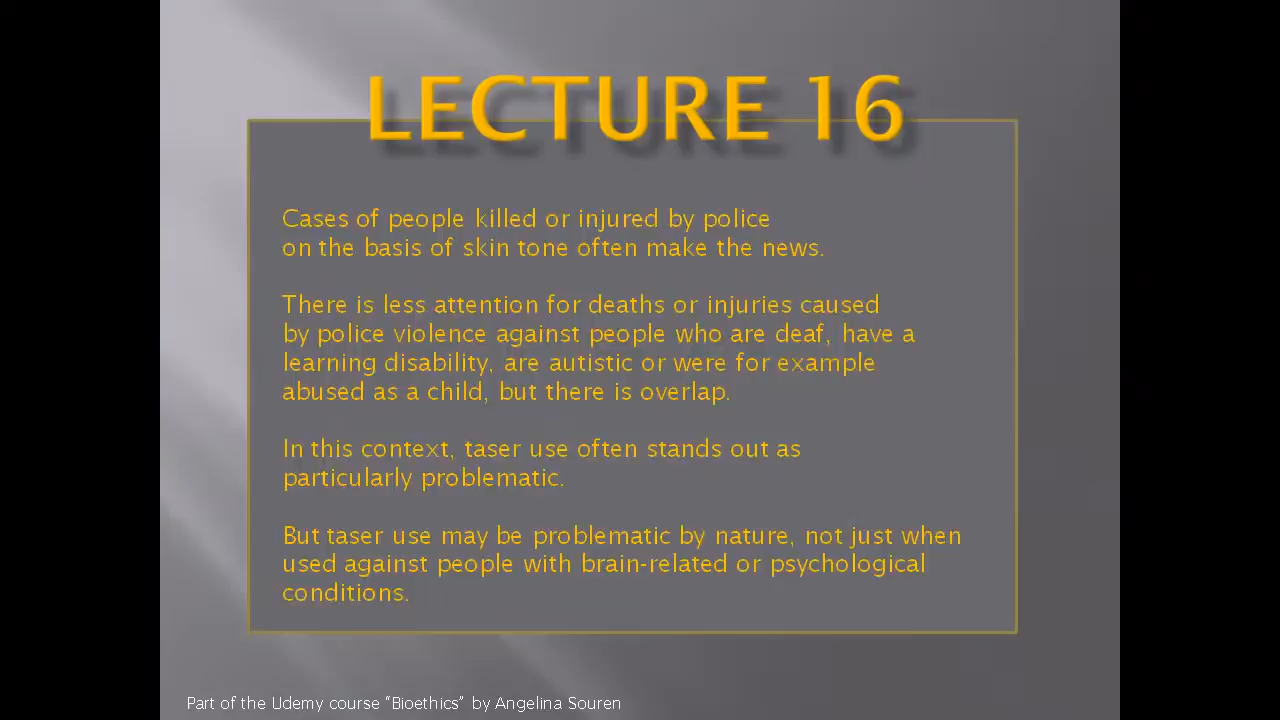 LECTURE 16
Cases of people killed or injured by police
on the basis of skin tone often make the news.
There is less attention for deaths or injuries caused
by police violence against people who are deaf, have a
learning disability, are autistic or were for example
abused as a child, but there is overlap.
In this context, taser use often stands out as
particularly problematic.
But taser use may be problematic by nature, not just when
used against people with brain-related or psychological
conditions.
Part of the Udemy course “Bioethics” by Angelina Souren